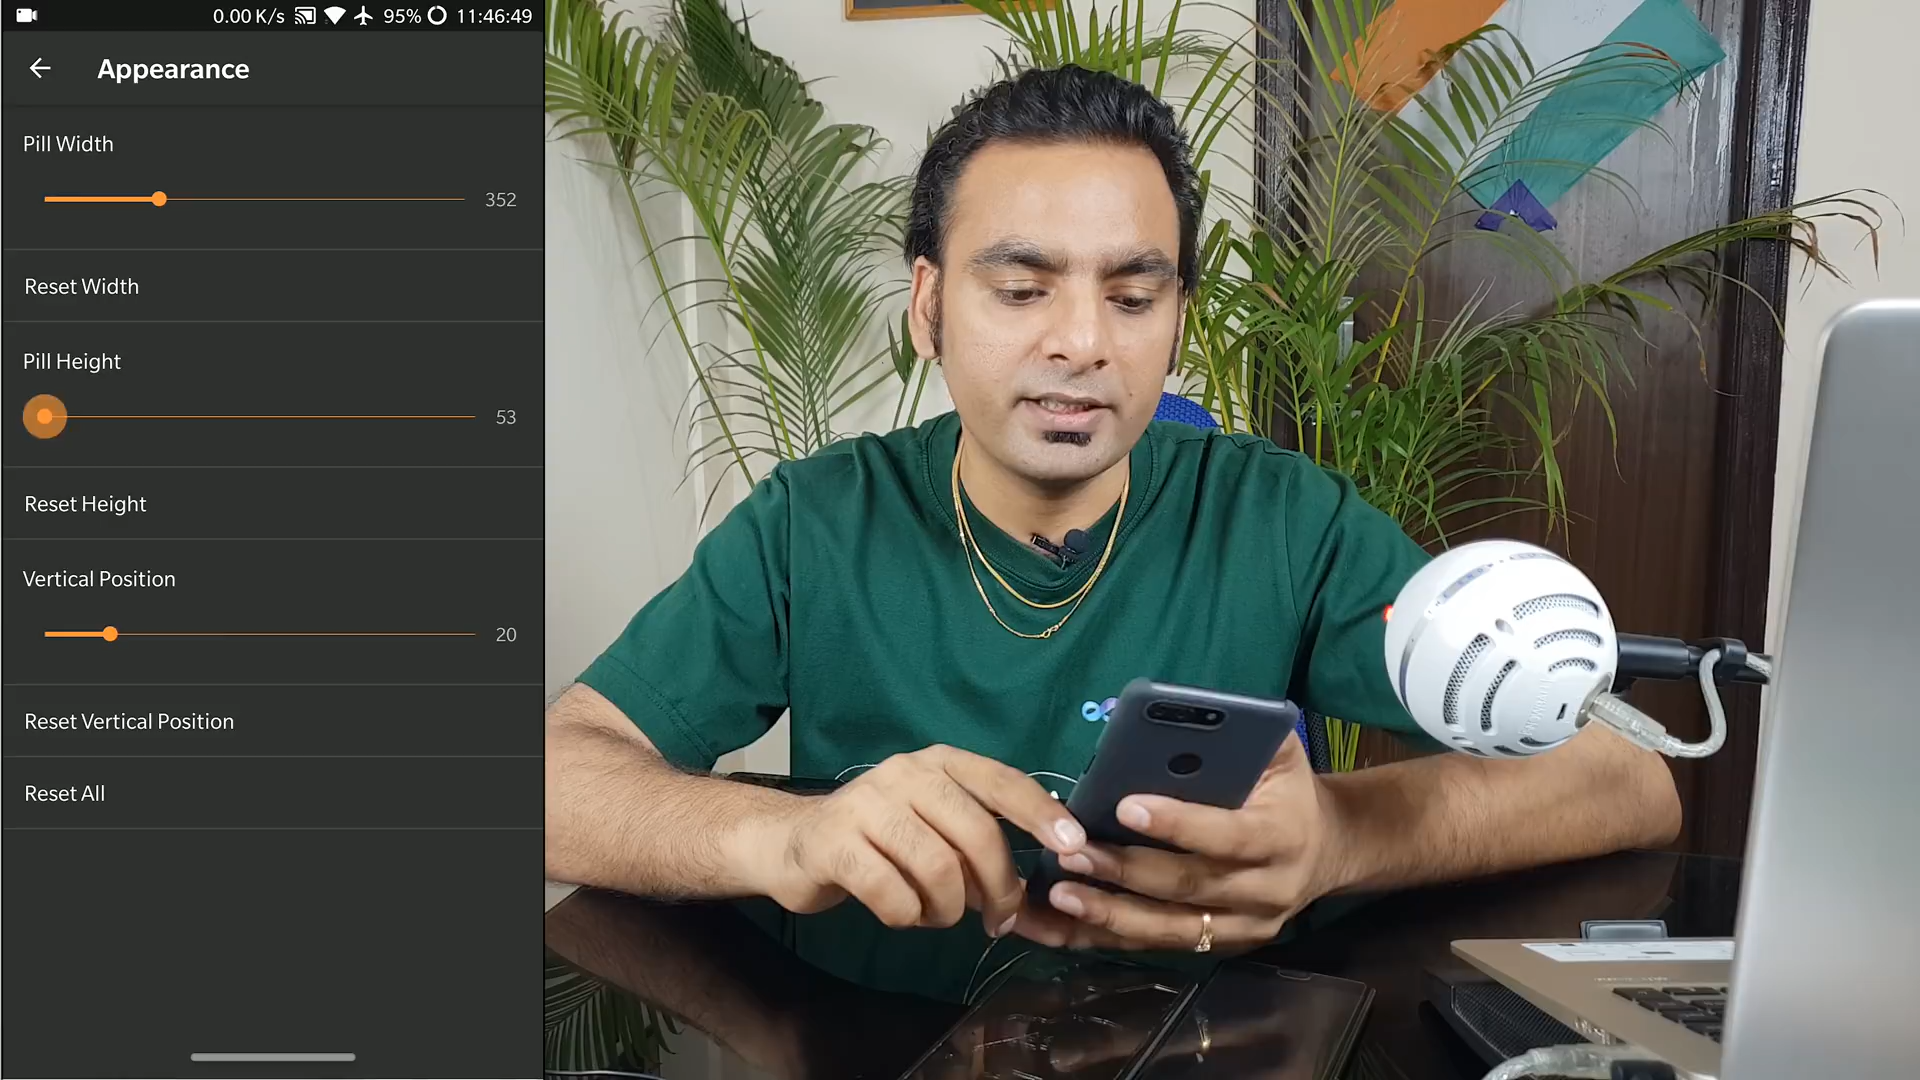 0.00 K/s 95% 11:46:49
Appearance
Pill Width
352
Reset Width
Pill Height
53
Reset Height
Vertical Position
20
Reset Vertical Position
Reset All